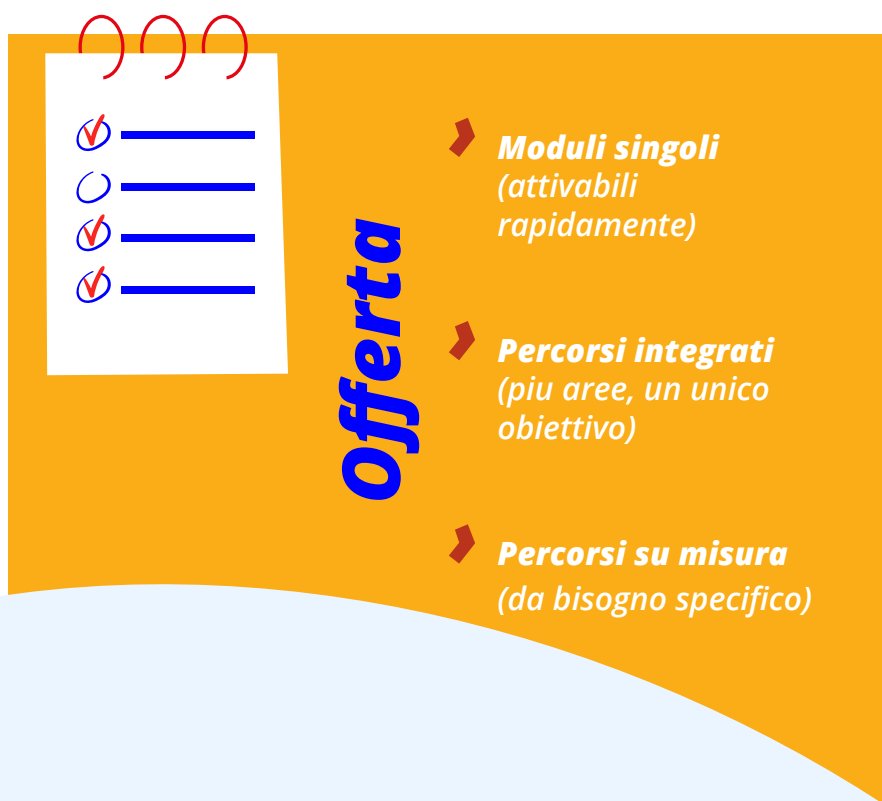 Offerta
Moduli singoli
(attivabili
rapidamente)
Percorsi integrati
(piu aree, un unico
obiettivo)
Percorsi su misura
(da bisogno specifico)